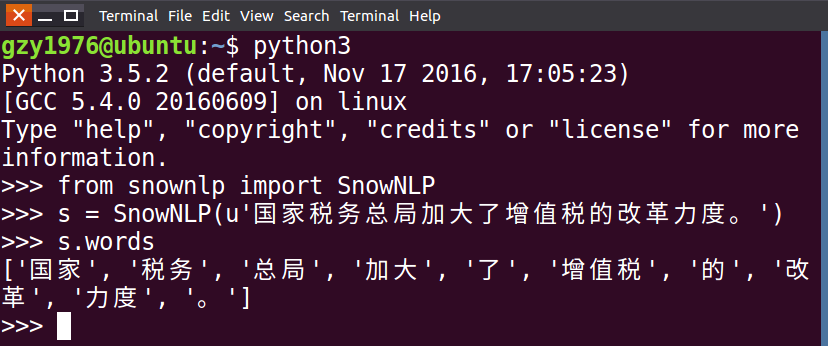 Terminal File Edit View Search Terminal Help
gzy1976@ubuntu:~$ python3
Python 3.5.2 (default, Nov 17 2016, 17:05:23)
[GCC 5.4.0 20160609] on linux
Type "help", "copyright", "credits" or "license" for more
information.
>>> from snownlp import SnowNLP
>>> s = SnowNLP(u'国家税务总局加大了增值税的改革力度。')
>>> s.words
['国家', '税务', '总局', '加大', '了', '增值税', '的', '改
革', '力度', '。']
>>>